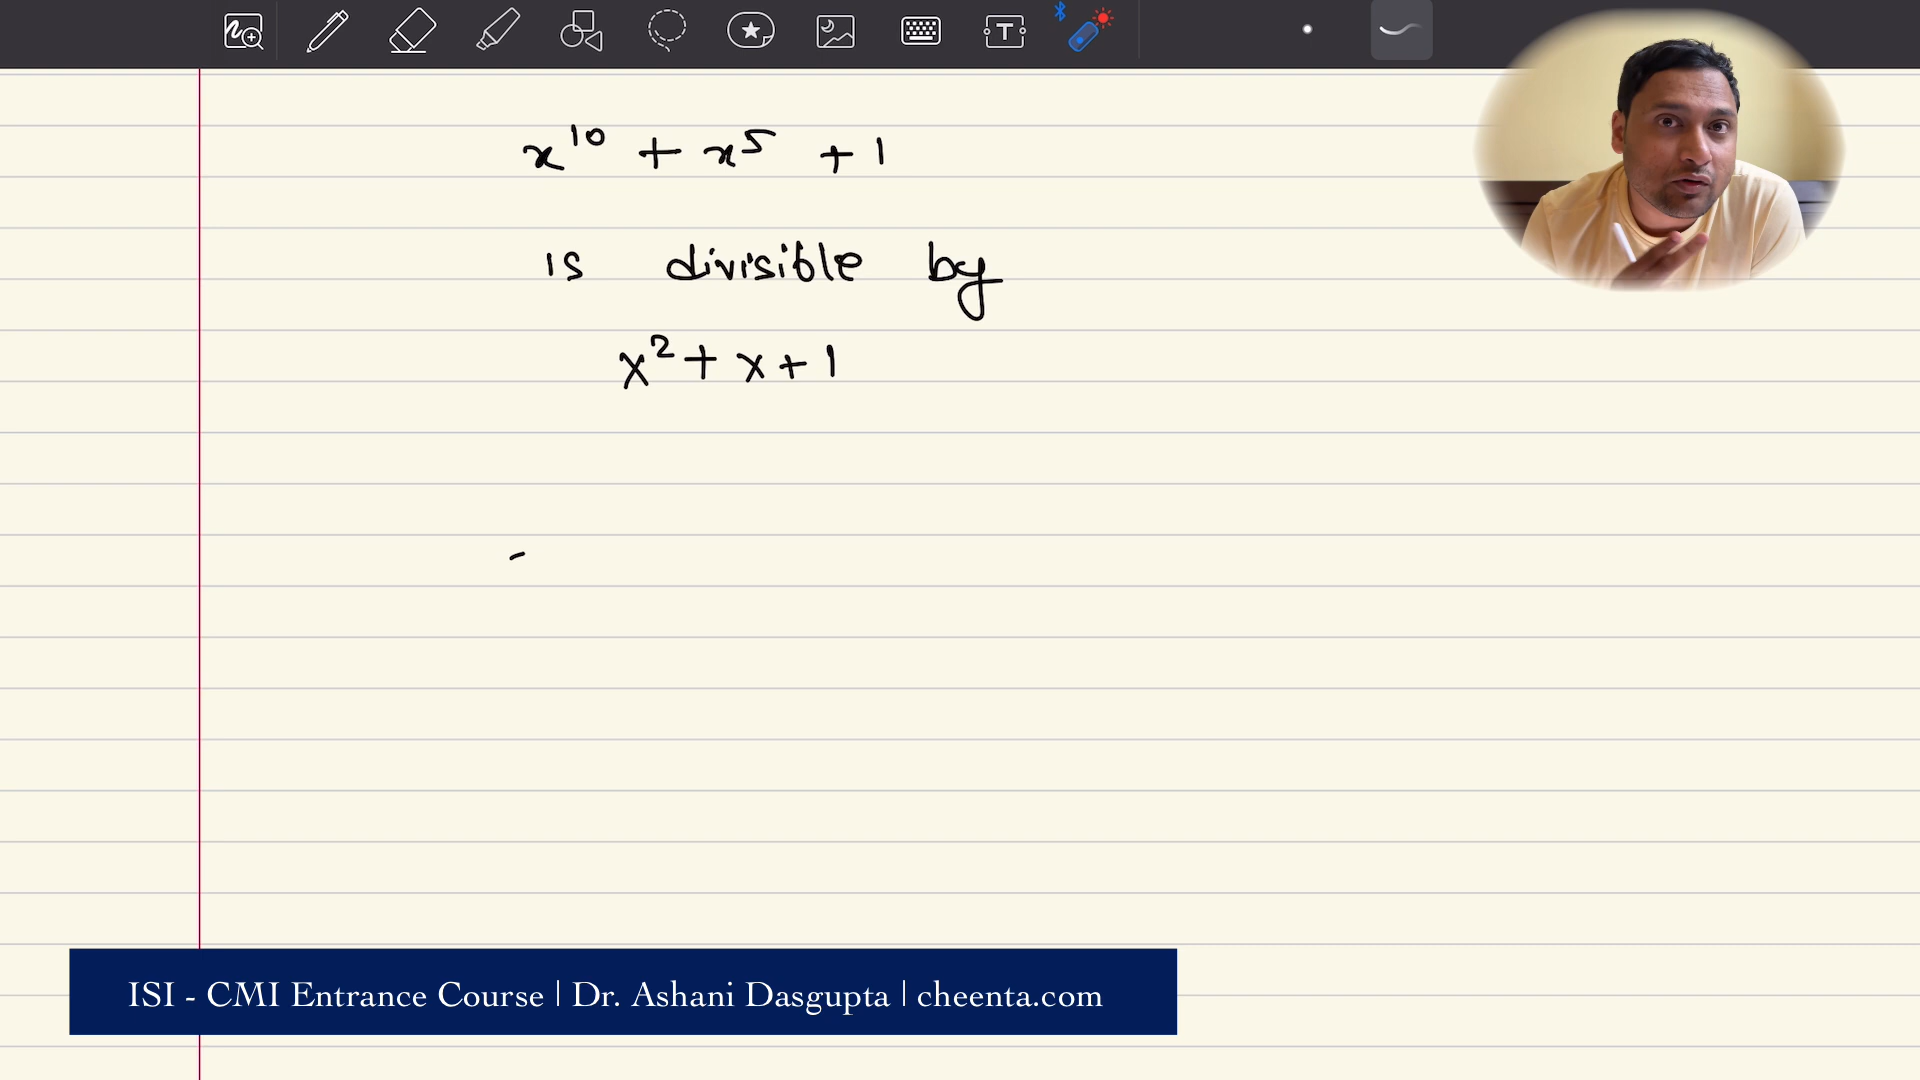 x¹⁰ + x⁵ + 1
is divisible by
x² + x + 1
T
ISI - CMI Entrance Course | Dr. Ashani Dasgupta | cheenta.com